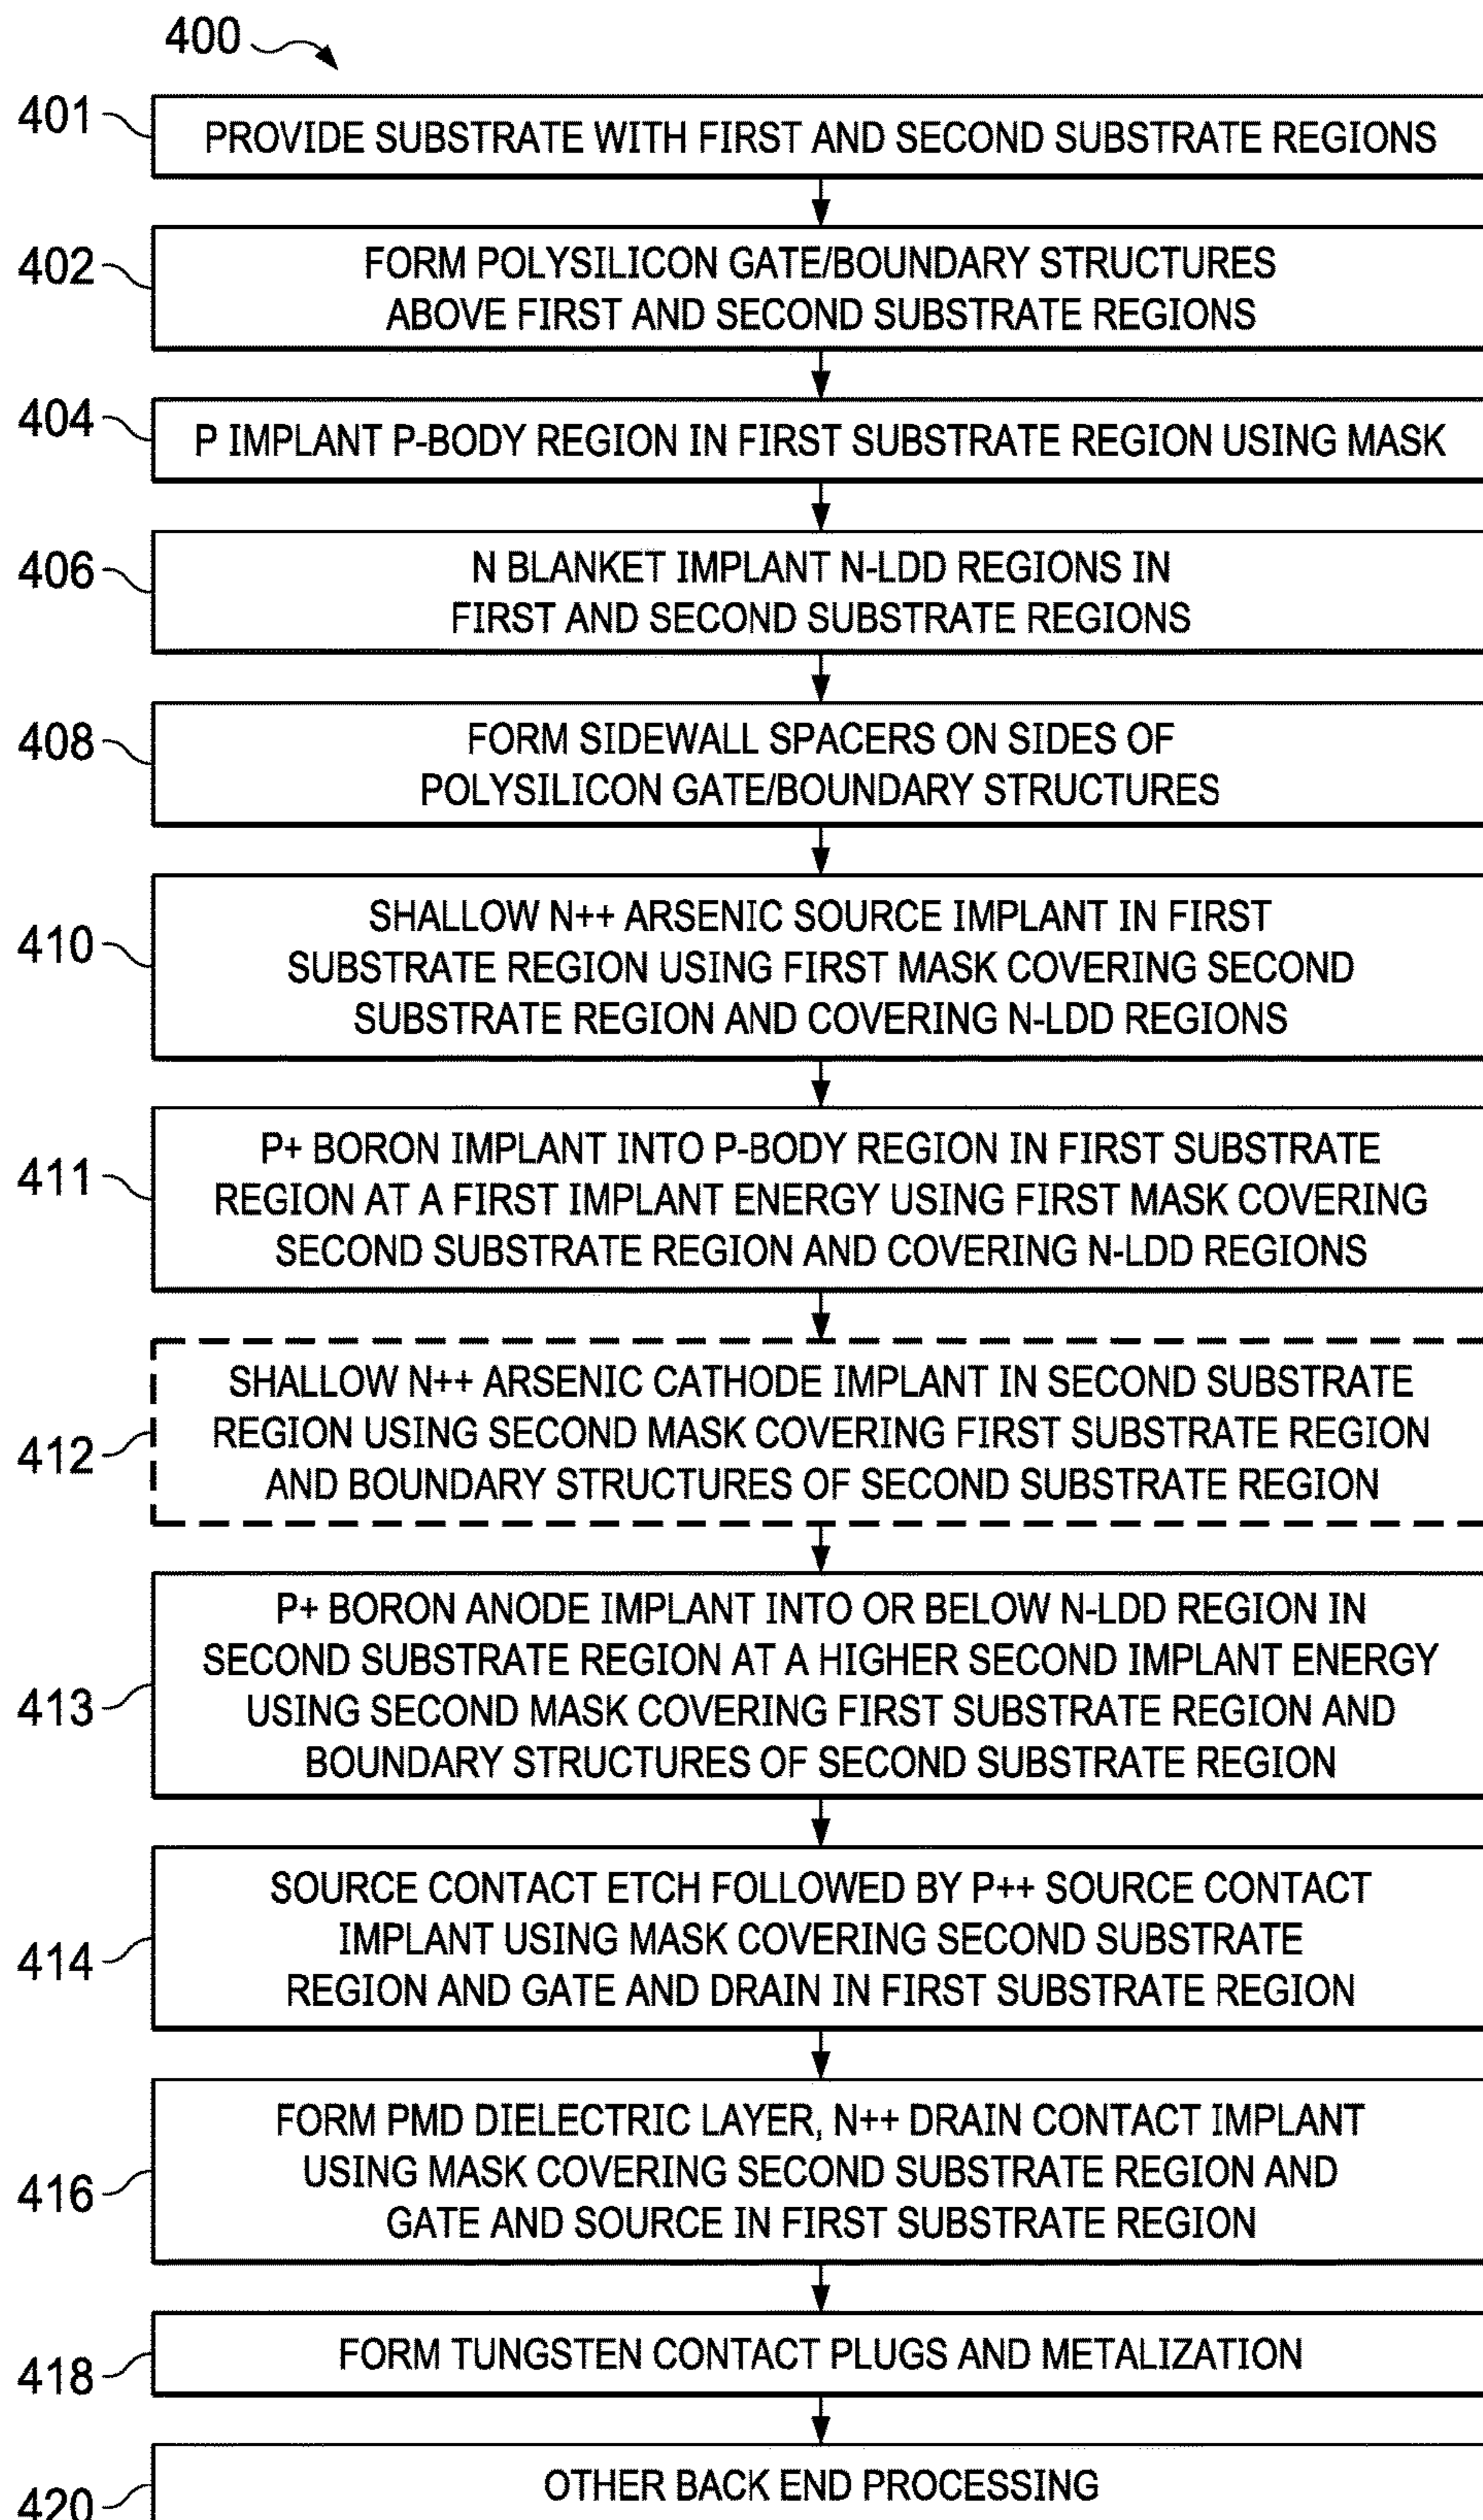 400
401
PROVIDE SUBSTRATE WITH FIRST AND SECOND SUBSTRATE REGIONS
402
FORM POLYSILICON GATE/BOUNDARY STRUCTURES
ABOVE FIRST AND SECOND SUBSTRATE REGIONS
404
P IMPLANT P-BODY REGION IN FIRST SUBSTRATE REGION USING MASK
406
N BLANKET IMPLANT N-LDD REGIONS IN
FIRST AND SECOND SUBSTRATE REGIONS
408
FORM SIDEWALL SPACERS ON SIDES OF
POLYSILICON GATE/BOUNDARY STRUCTURES
410
SHALLOW N++ ARSENIC SOURCE IMPLANT IN FIRST
SUBSTRATE REGION USING FIRST MASK COVERING SECOND
SUBSTRATE REGION AND COVERING N-LDD REGIONS
411
P+ BORON IMPLANT INTO P-BODY REGION IN FIRST SUBSTRATE
REGION AT A FIRST IMPLANT ENERGY USING FIRST MASK COVERING
SECOND SUBSTRATE REGION AND COVERING N-LDD REGIONS
412
SHALLOW N++ ARSENIC CATHODE IMPLANT IN SECOND SUBSTRATE
REGION USING SECOND MASK COVERING FIRST SUBSTRATE REGION
AND BOUNDARY STRUCTURES OF SECOND SUBSTRATE REGION
413
P+ BORON ANODE IMPLANT INTO OR BELOW N-LDD REGION IN
SECOND SUBSTRATE REGION AT A HIGHER SECOND IMPLANT ENERGY
USING SECOND MASK COVERING FIRST SUBSTRATE REGION AND
BOUNDARY STRUCTURES OF SECOND SUBSTRATE REGION
414
SOURCE CONTACT ETCH FOLLOWED BY P++ SOURCE CONTACT
IMPLANT USING MASK COVERING SECOND SUBSTRATE
REGION AND GATE AND DRAIN IN FIRST SUBSTRATE REGION
416
FORM PMD DIELECTRIC LAYER, N++ DRAIN CONTACT IMPLANT
USING MASK COVERING SECOND SUBSTRATE REGION AND
GATE AND SOURCE IN FIRST SUBSTRATE REGION
418
FORM TUNGSTEN CONTACT PLUGS AND METALIZATION
420
OTHER BACK END PROCESSING